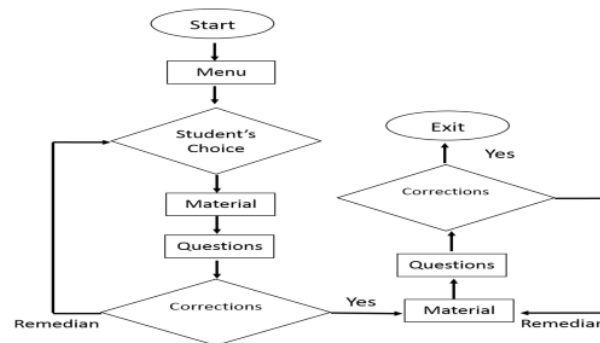 Start
Menu
Student's
Choice
Material
Questions
Corrections
Remedian
Yes
Material
Questions
Corrections
Yes
Exit
Remedian